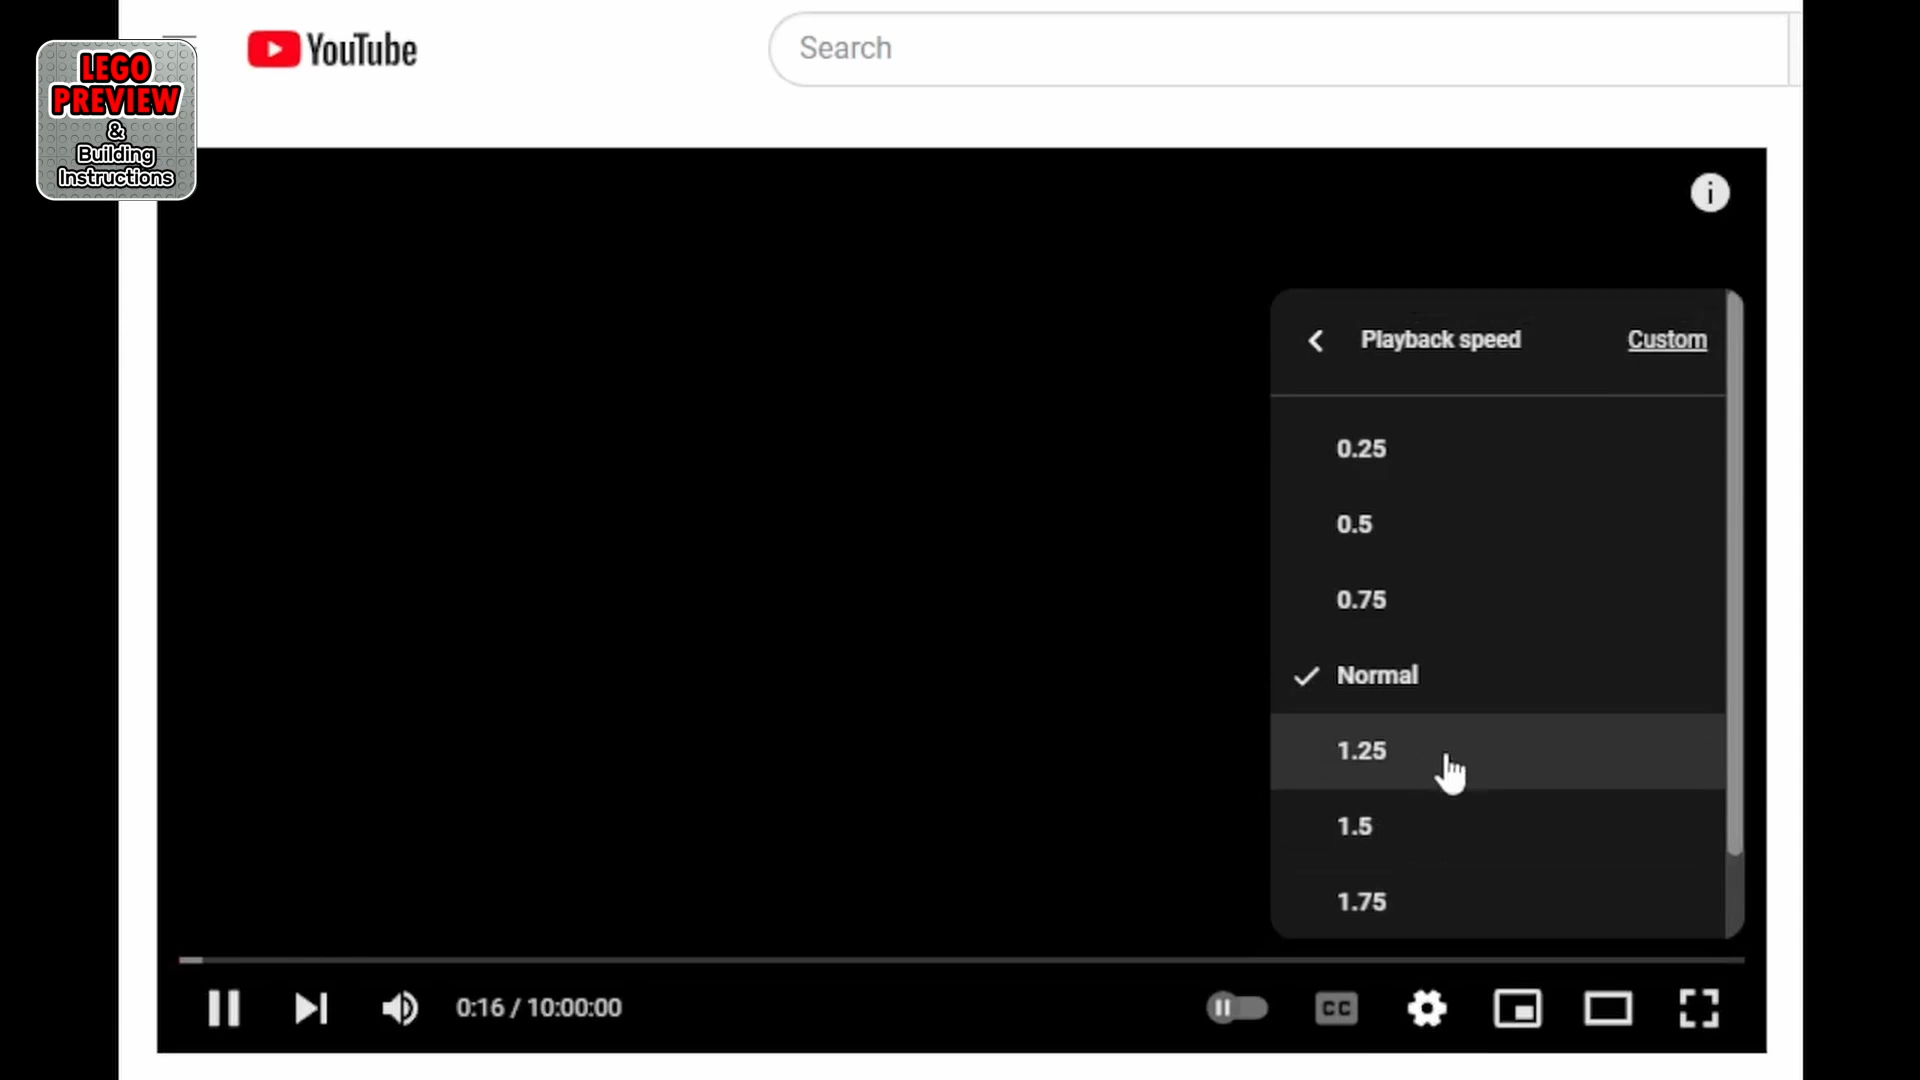 LEGO
PREVIEW
&
Building
Instructions
YouTube
Search
i
Playback speed Custom
0.25
0.5
0.75
Normal
1.25
1.5
1.75
0:16 / 10:00:00
CC